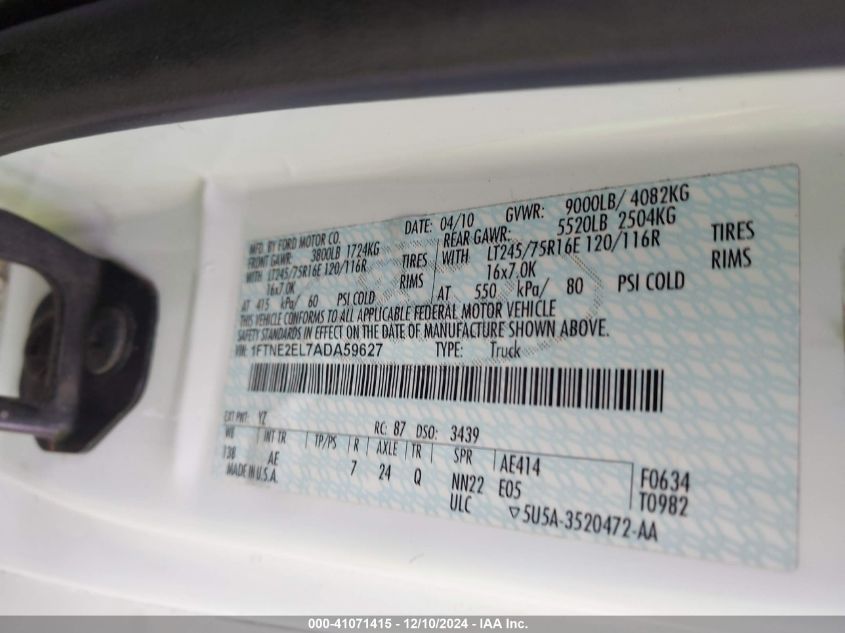 MFD. BY FORD MOTOR CO.
DATE: 04/10 GVWR: 9000LB/ 4082KG
FRONT GAWR: 3800LB 1724KG
REAR GAWR: 5520LB 2504KG
WITH LT245/75R16E 120/116R TIRES
WITH LT245/75R16E 120/116R TIRES
16x7.0K RIMS
16x7.0K RIMS
AT 415 kPa/ 60 PSI COLD
AT 550 kPa/ 80 PSI COLD
THIS VEHICLE CONFORMS TO ALL APPLICABLE FEDERAL MOTOR VEHICLE
SAFETY STANDARDS IN EFFECT ON THE DATE OF MANUFACTURE SHOWN ABOVE.
VIN: 1FTNE2EL7ADA59627 TYPE: Truck
EXT PNT: YZ RC: 87 DSO: 3439
WB INT TR TP/PS R AXLE TR SPR AE414 F0634
138 AE 7 24 Q NN22 E05 T0982
MADE IN U.S.A. ULC ▽5U5A-3520472-AA
000-41071415 - 12/10/2024 - IAA Inc.